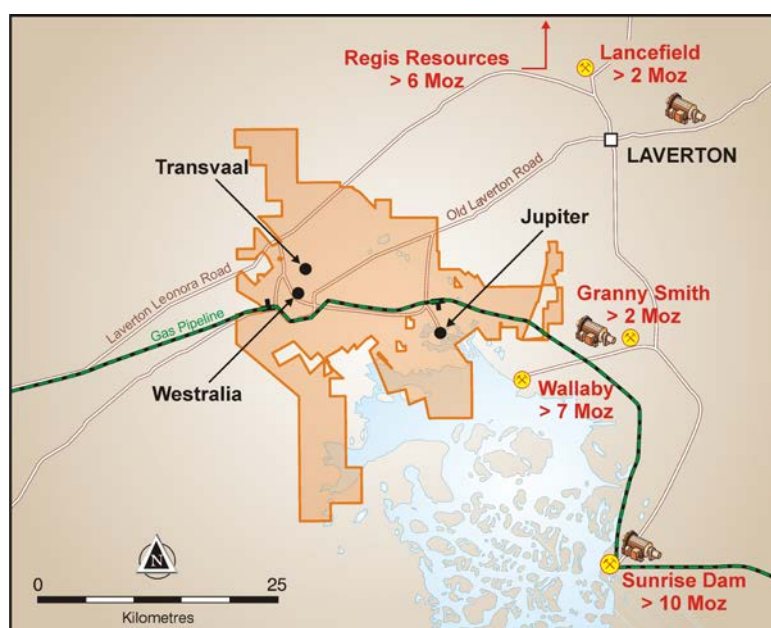 Regis Resources
> 6 Moz
Lancefield
> 2 Moz
LAVERTON
Transvaal
Old Laverton Road
Jupiter
Laverton Leonora Road
Gas Pipeline
Granny Smith
> 2 Moz
Westralia
Wallaby
> 7 Moz
N
0 25
Kilometres
Sunrise Dam
> 10 Moz